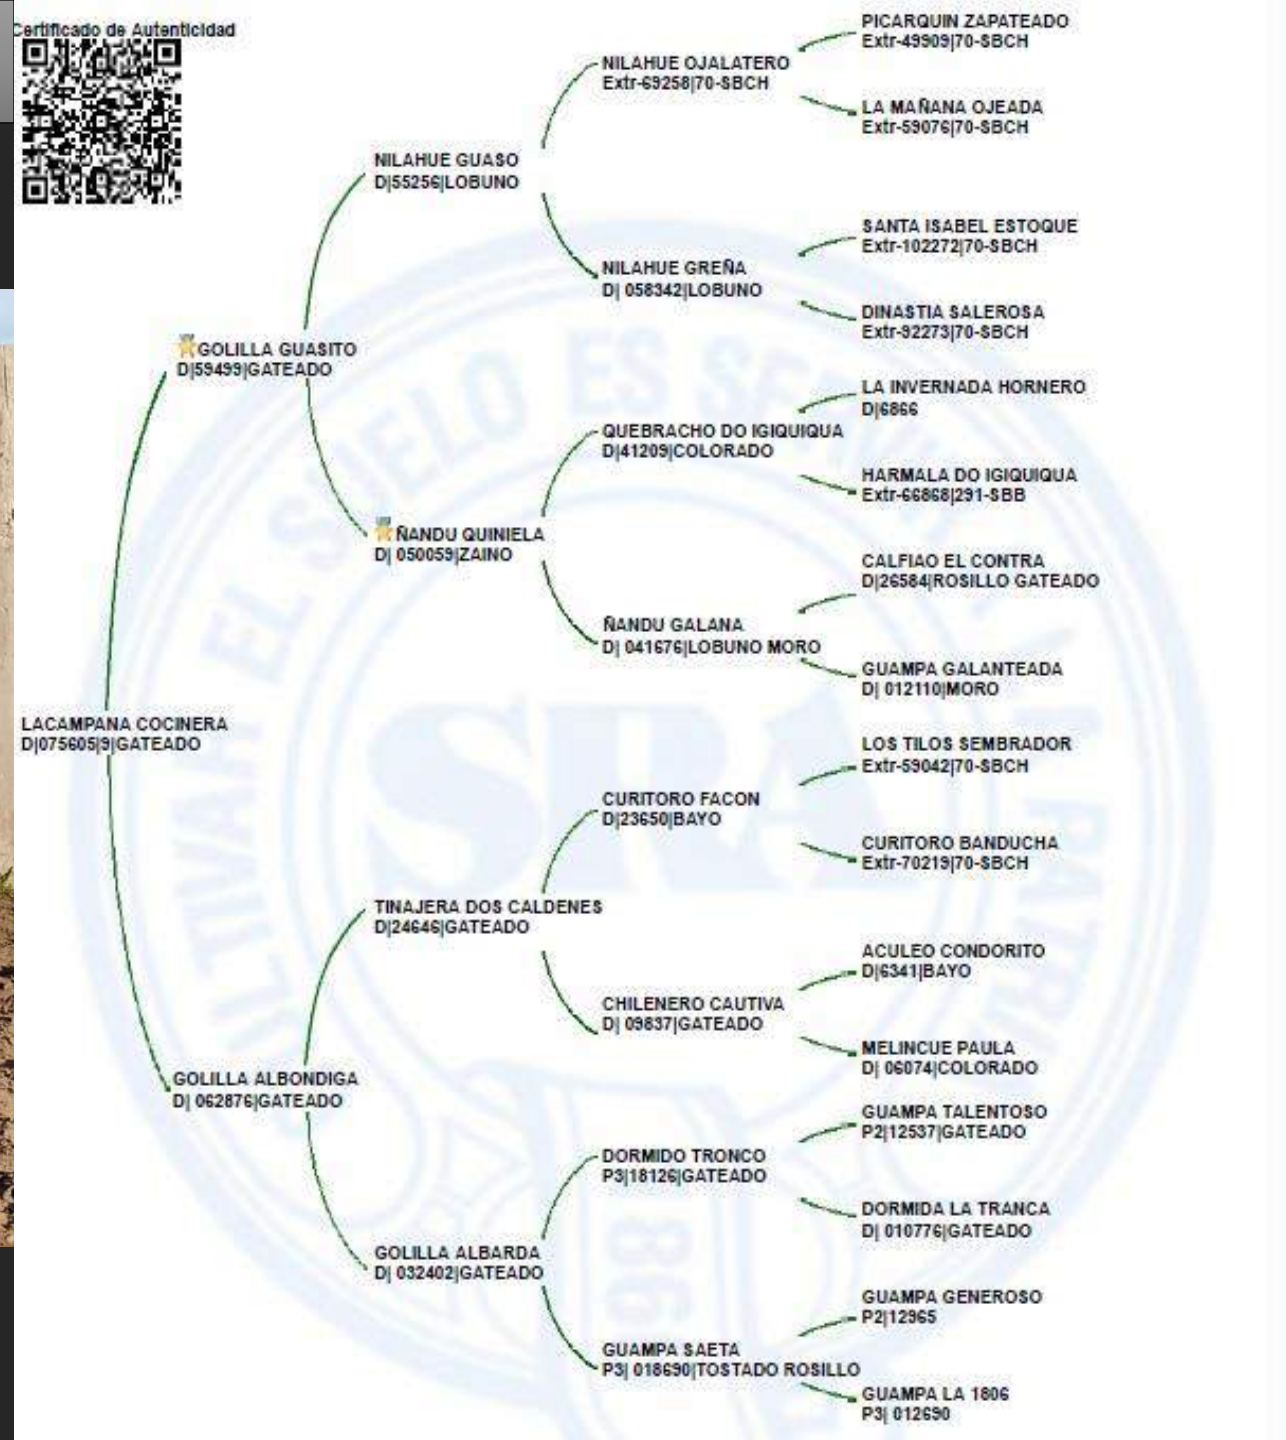 Certificado de Autenticidad
PICARQUIN ZAPATEADO
Extr-49909|70-SBCH
NILAHUE OJALATERO
Extr-69258|70-SBCH
LA MAÑANA OJEADA
Extr-59076|70-SBCH
NILAHUE GUASO
D|55256|LOBUNO
SANTA ISABEL ESTOQUE
Extr-102272|70-SBCH
NILAHUE GREÑA
D| 058342|LOBUNO
DINASTIA SALEROSA
Extr-92273|70-SBCH
GOLILLA GUASITO
D|59499|GATEADO
LA INVERNADA HORNERO
D|6866
QUEBRACHO DO IGIQUIQUA
D|41209|COLORADO
HARMALA DO IGIQUIQUA
Extr-66868|291-SBB
ÑANDU QUINIELA
D| 050059|ZAINO
CALFIAO EL CONTRA
D|26584|ROSILLO GATEADO
ÑANDU GALANA
D| 041676|LOBUNO MORO
GUAMPA GALANTEADA
D| 012110|MORO
LACAMPANA COCINERA
D|075605|9|GATEADO
LOS TILOS SEMBRADOR
Extr-59042|70-SBCH
CURITORO FACON
D|23650|BAYO
CURITORO BANDUCHA
Extr-70219|70-SBCH
TINAJERA DOS CALDENES
D|24646|GATEADO
ACULEO CONDORITO
D|6341|BAYO
CHILENERO CAUTIVA
D| 09837|GATEADO
MELINCUE PAULA
D| 06074|COLORADO
GOLILLA ALBONDIGA
D| 062876|GATEADO
GUAMPA TALENTOSO
P2|12537|GATEADO
DORMIDO TRONCO
P3|18126|GATEADO
DORMIDA LA TRANCA
D| 010776|GATEADO
GOLILLA ALBARDA
D| 032402|GATEADO
GUAMPA GENEROSO
P2|12965
GUAMPA SAETA
P3| 018690|TOSTADO ROSILLO
GUAMPA LA 1806
P3| 012690
SRA